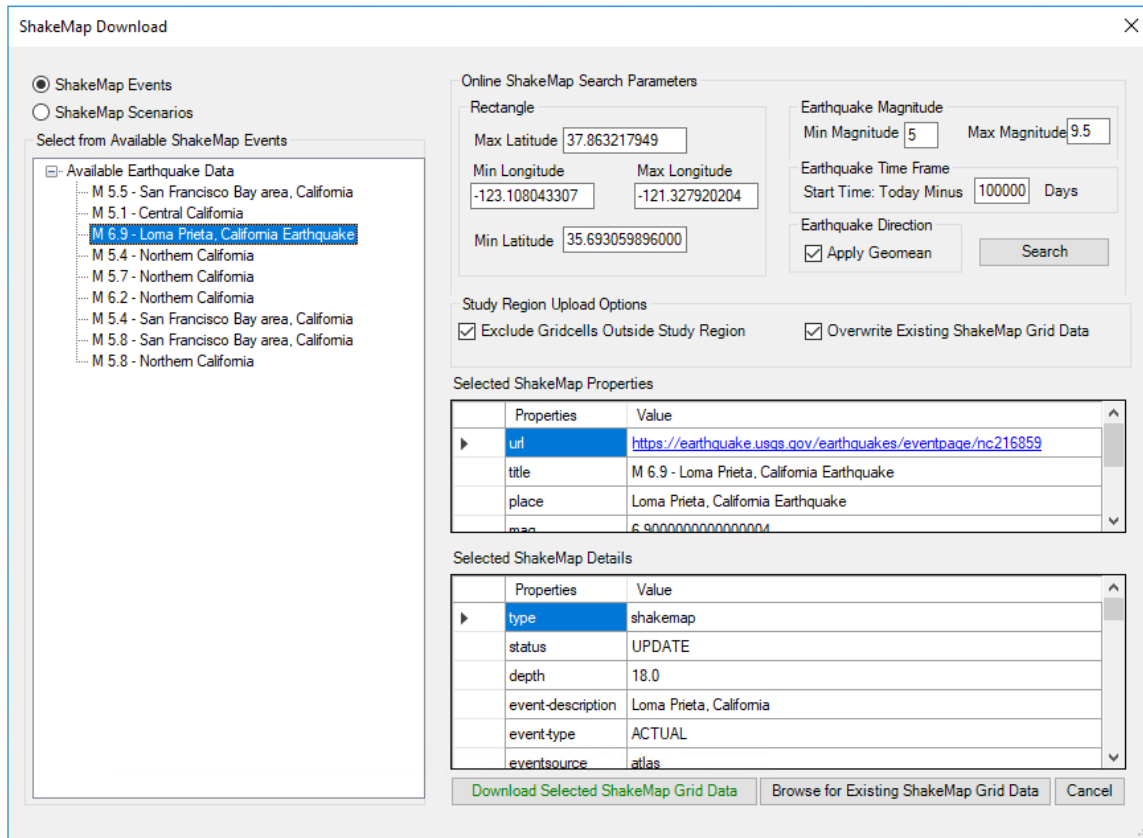 ShakeMap Download
ShakeMap Events
ShakeMap Scenarios
Select from Available ShakeMap Events
Available Earthquake Data
M 5.5 - San Francisco Bay area, California
M 5.1 - Central California
M 6.9 - Loma Prieta, California Earthquake
M 5.4 - Northern California
M 5.7 - Northern California
M 6.2 - Northern California
M 5.4 - San Francisco Bay area, California
M 5.8 - San Francisco Bay area, California
M 5.8 - Northern California
Online ShakeMap Search Parameters
Rectangle
Max Latitude 37.863217949
Min Longitude Max Longitude
-123.108043307 -121.327920204
Min Latitude 35.693059896000
Earthquake Magnitude
Min Magnitude 5 Max Magnitude 9.5
Earthquake Time Frame
Start Time: Today Minus 100000 Days
Earthquake Direction
Apply Geomean
Search
Study Region Upload Options
Exclude Gridcells Outside Study Region Overwrite Existing ShakeMap Grid Data
Selected ShakeMap Properties
Properties Value
url https://earthquake.usgs.gov/earthquakes/eventpage/nc216859
title M 6.9 - Loma Prieta, California Earthquake
place Loma Prieta, California Earthquake
mag 6.9000000000000004
Selected ShakeMap Details
Properties Value
type shakemap
status UPDATE
depth 18.0
event-description Loma Prieta, California
event-type ACTUAL
eventsource atlas
Download Selected ShakeMap Grid Data Browse for Existing ShakeMap Grid Data Cancel